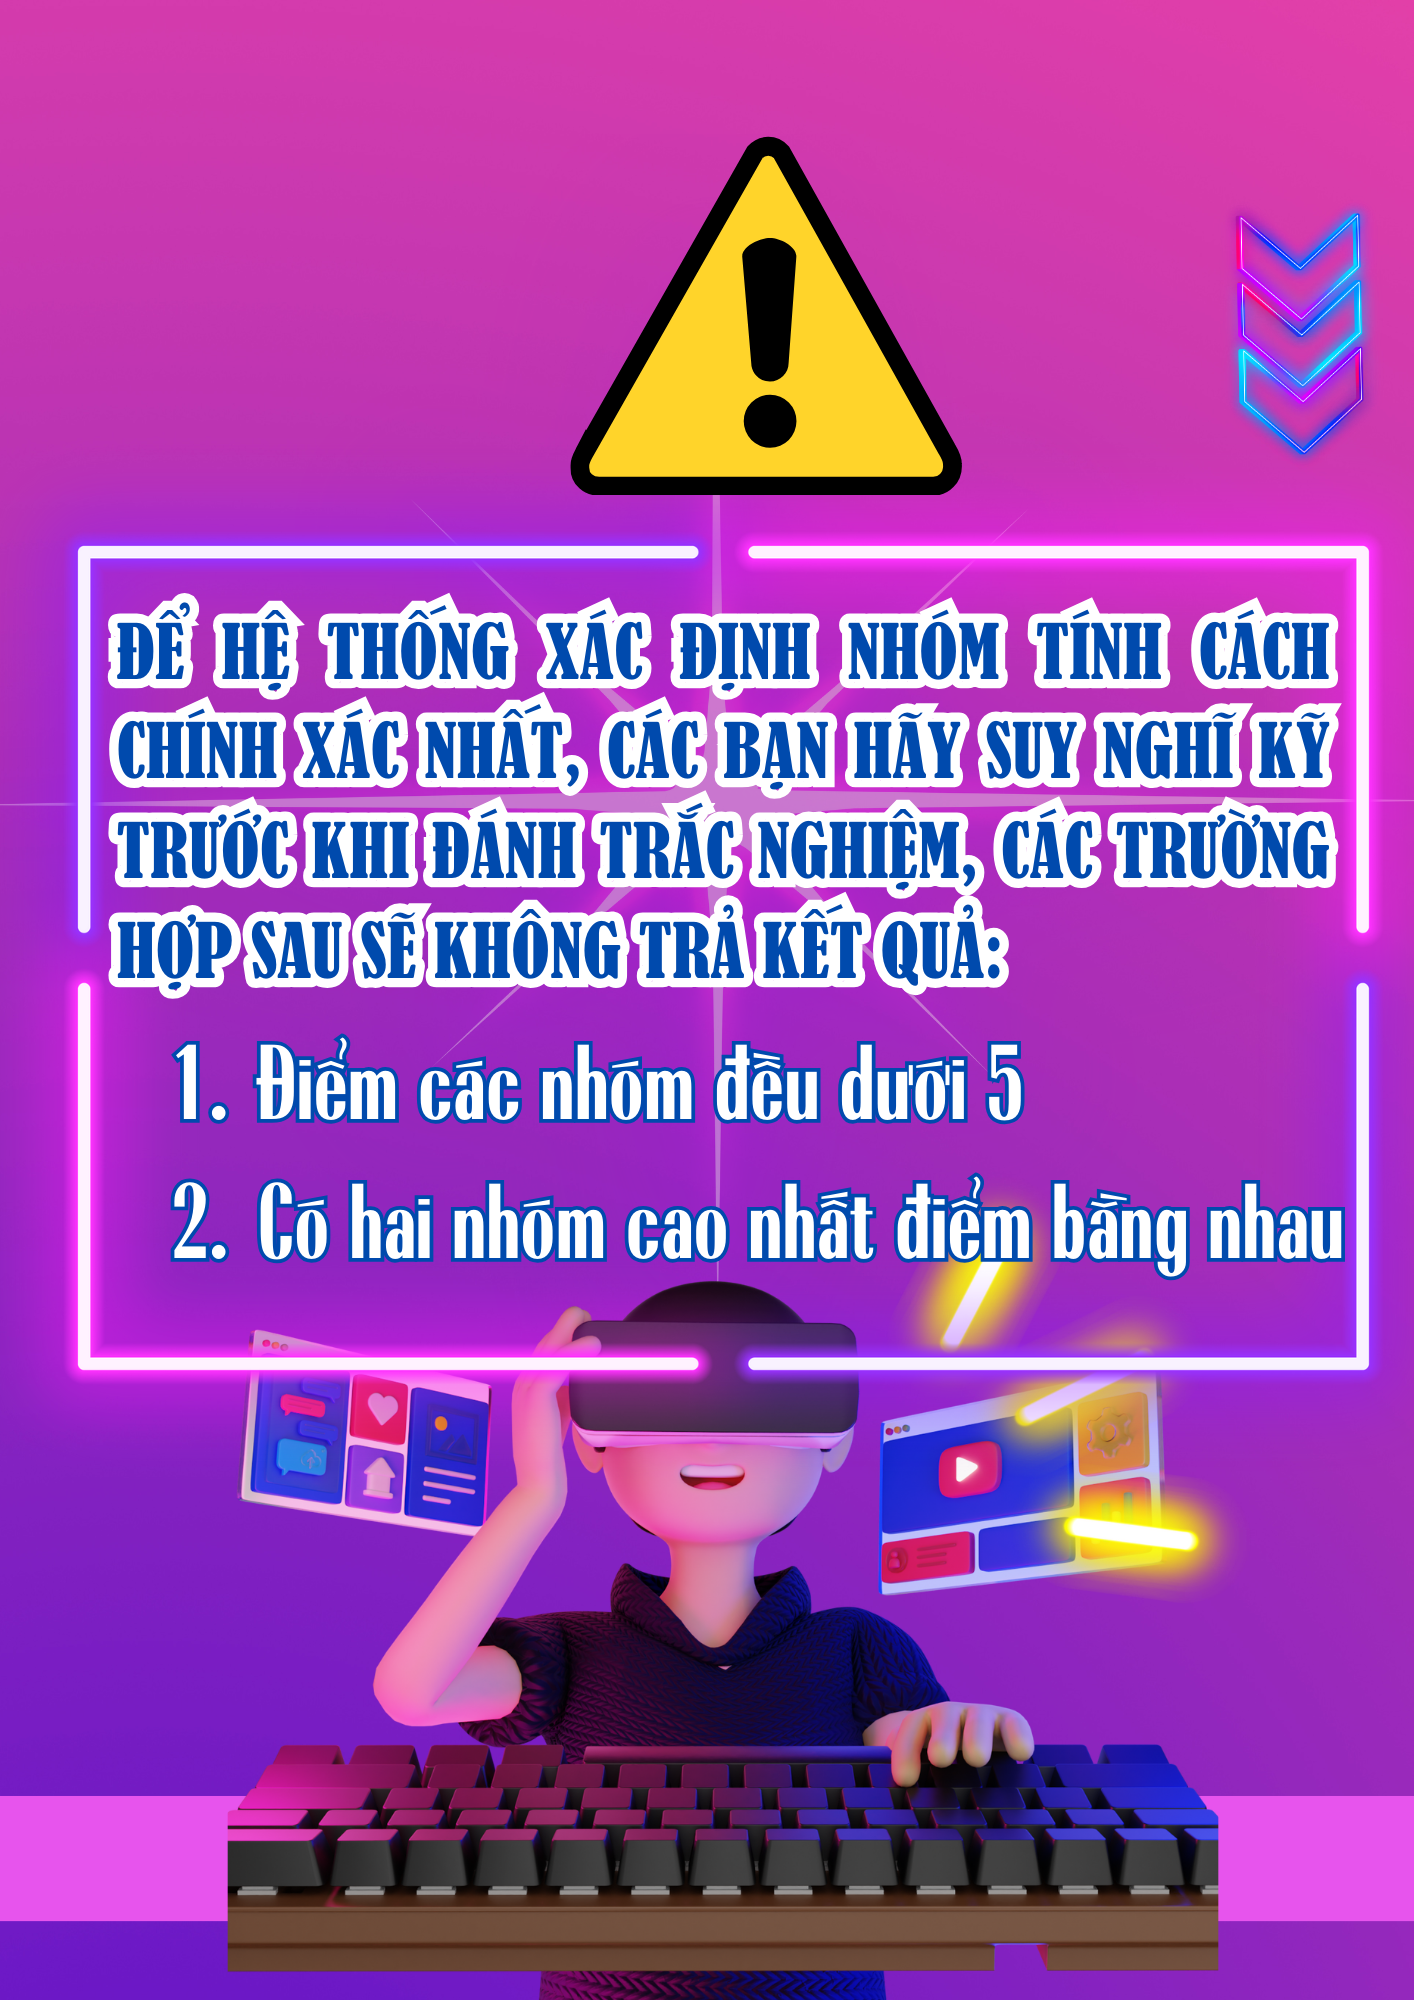 ĐỂ HỆ THỐNG XÁC ĐỊNH NHÓM TÍNH CÁCH
CHÍNH XÁC NHẤT, CÁC BẠN HÃY SUY NGHĨ KỸ
TRƯỚC KHI ĐÁNH TRẮC NGHIỆM, CÁC TRƯỜNG
HỢP SAU SẼ KHÔNG TRẢ KẾT QUẢ:
1. Điểm các nhóm đều dưới 5
2. Có hai nhóm cao nhất điểm bằng nhau